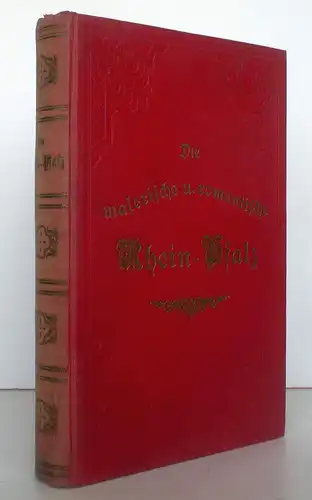 Die
malerische u. romantische
Rhein-Pfalz